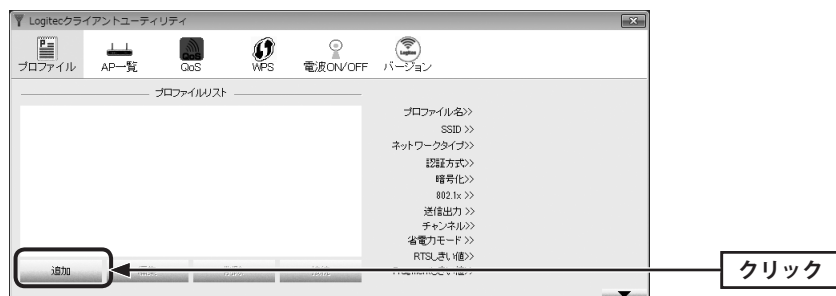 Logitecクライアントユーティリティ
プロファイル AP一覧 QoS WPS 電波ON/OFF バージョン
プロファイルリスト
プロファイル名>>
SSID >>
ネットワークタイプ>>
認証方式>>
暗号化>>
802.1x >>
送信出力 >>
チャンネル>>
省電力モード >>
RTSしきい値>>
追加
クリック